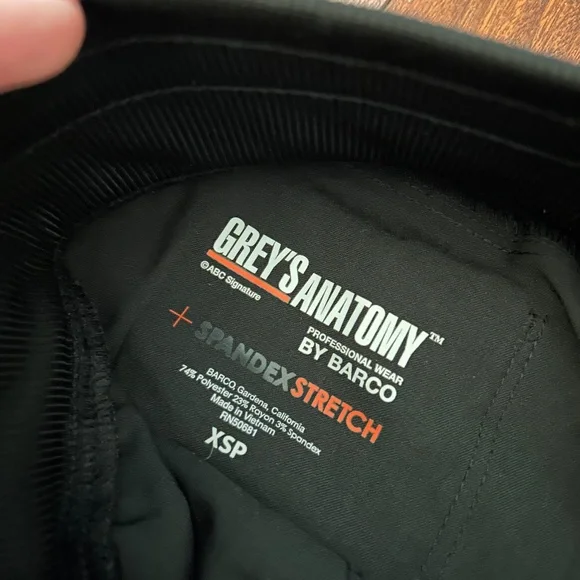 GREY'S ANATOMY™
©ABC Signature
PROFESSIONAL WEAR
BY BARCO
+ SPANDEX STRETCH
BARCO, Gardena, California
74% Polyester 23% Rayon 3% Spandex
Made in Vietnam
RN50681
XSP